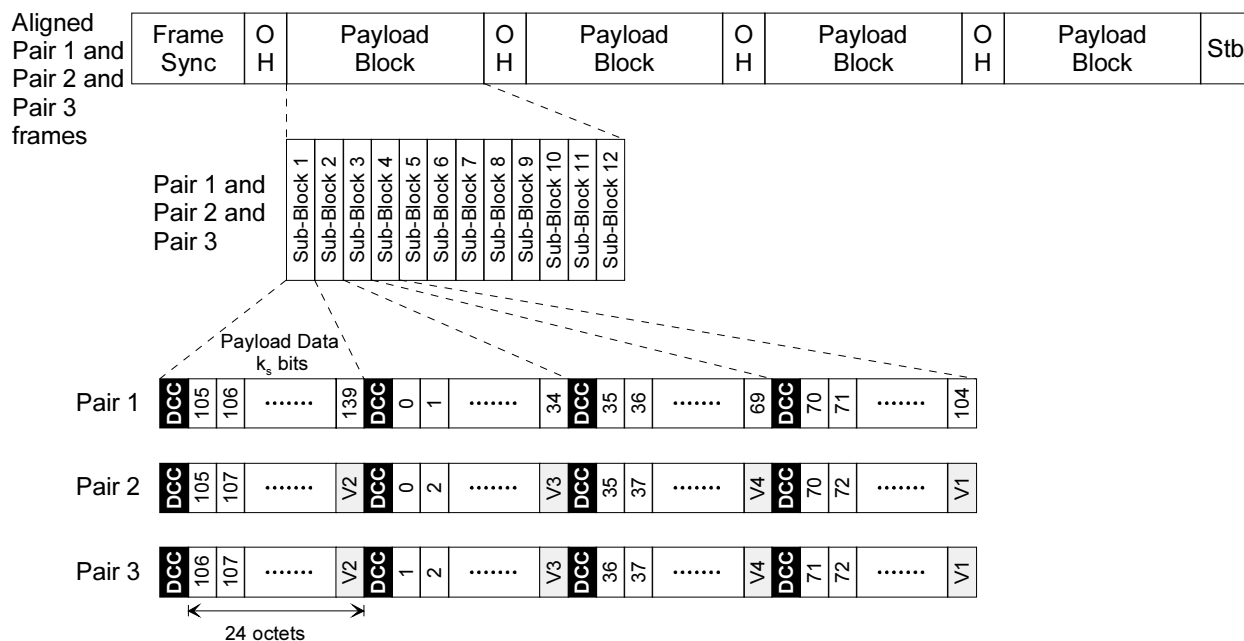 Aligned
Pair 1 and
Pair 2 and
Pair 3
frames
Frame
Sync
O
H
Payload
Block
O
H
Payload
Block
O
H
Payload
Block
O
H
Payload
Block
Stb
Pair 1 and
Pair 2 and
Pair 3
Sub-Block 1
Sub-Block 2
Sub-Block 3
Sub-Block 4
Sub-Block 5
Sub-Block 6
Sub-Block 7
Sub-Block 8
Sub-Block 9
Sub-Block 10
Sub-Block 11
Sub-Block 12
Payload Data
ks bits
Pair 1 DCC 105 106 ······· 139 DCC 0 1 ······· 34 DCC 35 36 ······· 69 DCC 70 71 ······· 104
Pair 2 DCC 105 107 ······· V2 DCC 0 2 ······· V3 DCC 35 37 ······· V4 DCC 70 72 ······· V1
Pair 3 DCC 106 107 ······· V2 DCC 1 2 ······· V3 DCC 36 37 ······· V4 DCC 71 72 ······· V1
24 octets